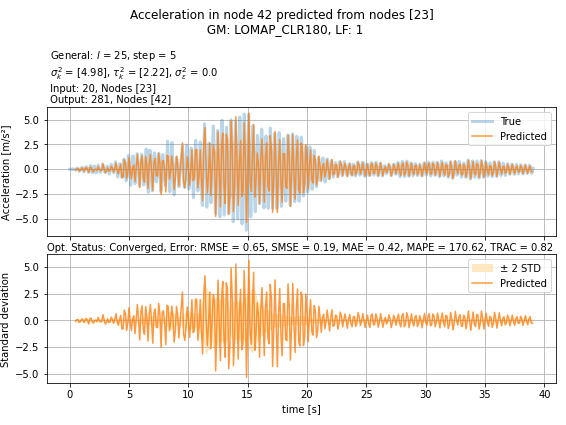 Acceleration in node 42 predicted from nodes [23]
GM: LOMAP_CLR180, LF: 1
General: l = 25, step = 5
σ²ₖ = [4.98], τ²ₖ = [2.22], σ²ε = 0.0
Input: 20, Nodes [23]
Output: 281, Nodes [42]
Acceleration [m/s²]
5.0
2.5
0.0
−2.5
−5.0
True
Predicted
Opt. Status: Converged, Error: RMSE = 0.65, SMSE = 0.19, MAE = 0.42, MAPE = 170.62, TRAC = 0.82
Standard deviation
5.0
2.5
0.0
−2.5
−5.0
± 2 STD
Predicted
0 5 10 15 20 25 30 35 40
time [s]